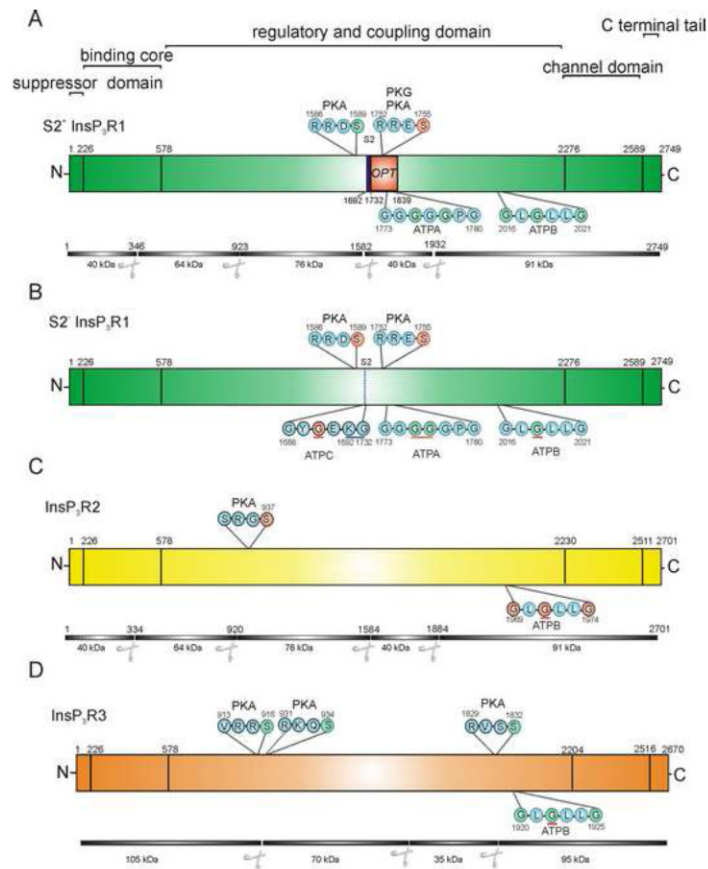 A
regulatory and coupling domain
C terminal tail
binding core
suppressor domain
channel domain
S2⁺ InsP₃R1
PKA
PKG
PKA
1586 1589 1752 1755
R R D S
R R E S
S2
1 226 578 2276 2589 2749
N
OPT
C
1692 1732 1839
G G G G G P G
G L G L L G
1773 ATPA 1780
2016 ATPB 2021
1 346 923 1582 1932 2749
40 kDa 64 kDa 76 kDa 40 kDa 91 kDa
B
S2⁻ InsP₃R1
PKA PKA
1586 1589 1752 1755
R R D S
R R E S
S2
1 226 578 2276 2589 2749
N C
G Y G E K G
G G G G G P G
G L G L L G
1688 1692 1732 1773 1780 2016 2021
ATPC ATPA ATPB
C
InsP₃R2
PKA
937
S R G S
1 226 578 2230 2511 2701
N C
G L G L L G
1969 ATPB 1974
1 334 920 1584 1884 2701
40 kDa 64 kDa 76 kDa 40 kDa 91 kDa
D
InsP₃R3
PKA PKA PKA
913 916 931 934 1829 1832
V R R S
R K Q S
R V S S
1 226 578 2204 2516 2670
N C
G L G L L G
1920 ATPB 1925
105 kDa 70 kDa 35 kDa 95 kDa